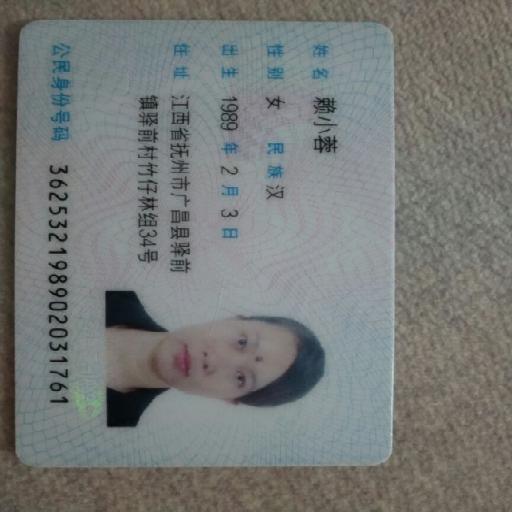 姓名 赖小蓉
性别 女 民族 汉
出生 1989 年 2 月 3 日
住址 江西省抚州市广昌县驿前
镇驿前村竹仔林组34号
公民身份号码 362532198902031761